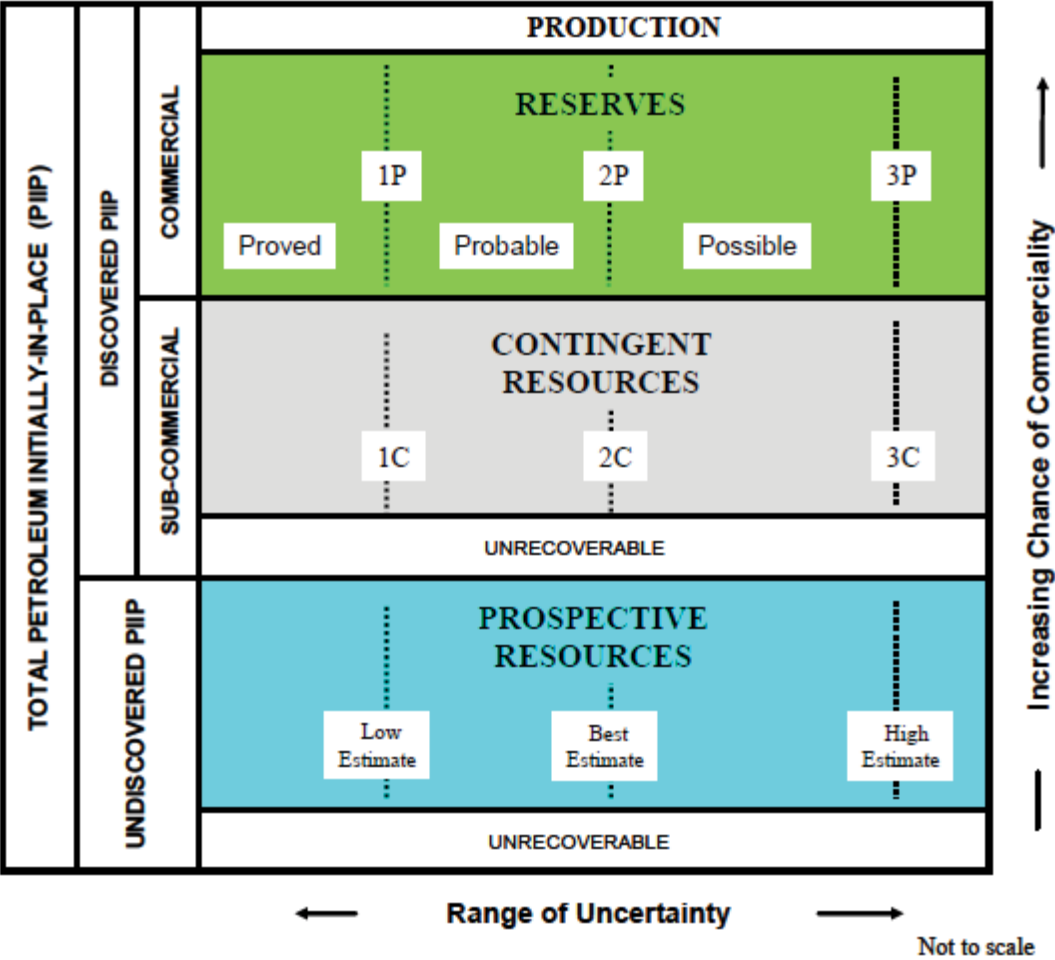 PRODUCTION
TOTAL PETROLEUM INITIALLY-IN-PLACE (PIIP)
DISCOVERED PIIP
COMMERCIAL
RESERVES
1P
2P
3P
Proved
Probable
Possible
SUB-COMMERCIAL
CONTINGENT
RESOURCES
1C
2C
3C
UNRECOVERABLE
UNDISCOVERED PIIP
PROSPECTIVE
RESOURCES
Low
Estimate
Best
Estimate
High
Estimate
UNRECOVERABLE
Increasing Chance of Commerciality
Range of Uncertainty
Not to scale